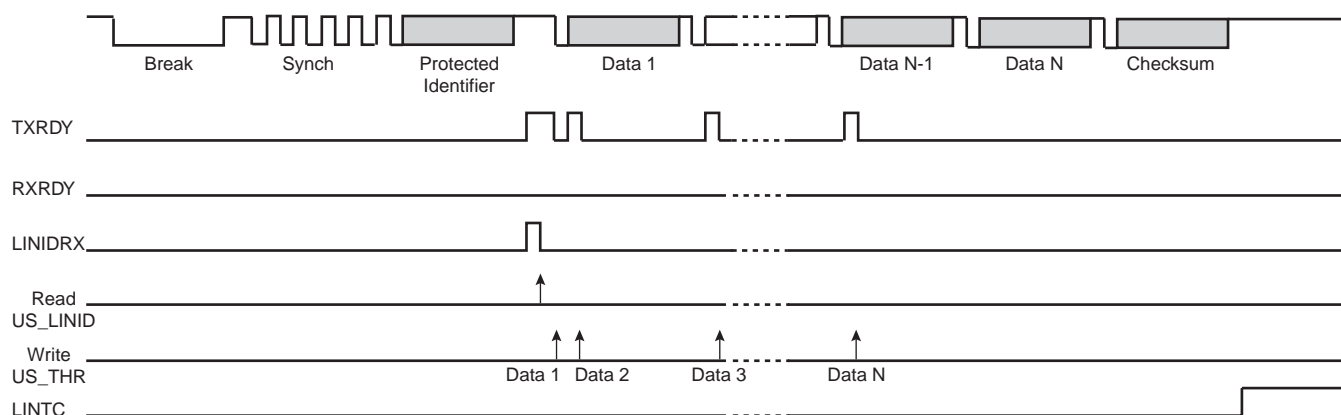 Break Synch Protected Identifier Data 1 Data N-1 Data N Checksum
TXRDY
RXRDY
LINIDRX
Read
US_LINID
Write
US_THR
Data 1 Data 2 Data 3 Data N
LINTC